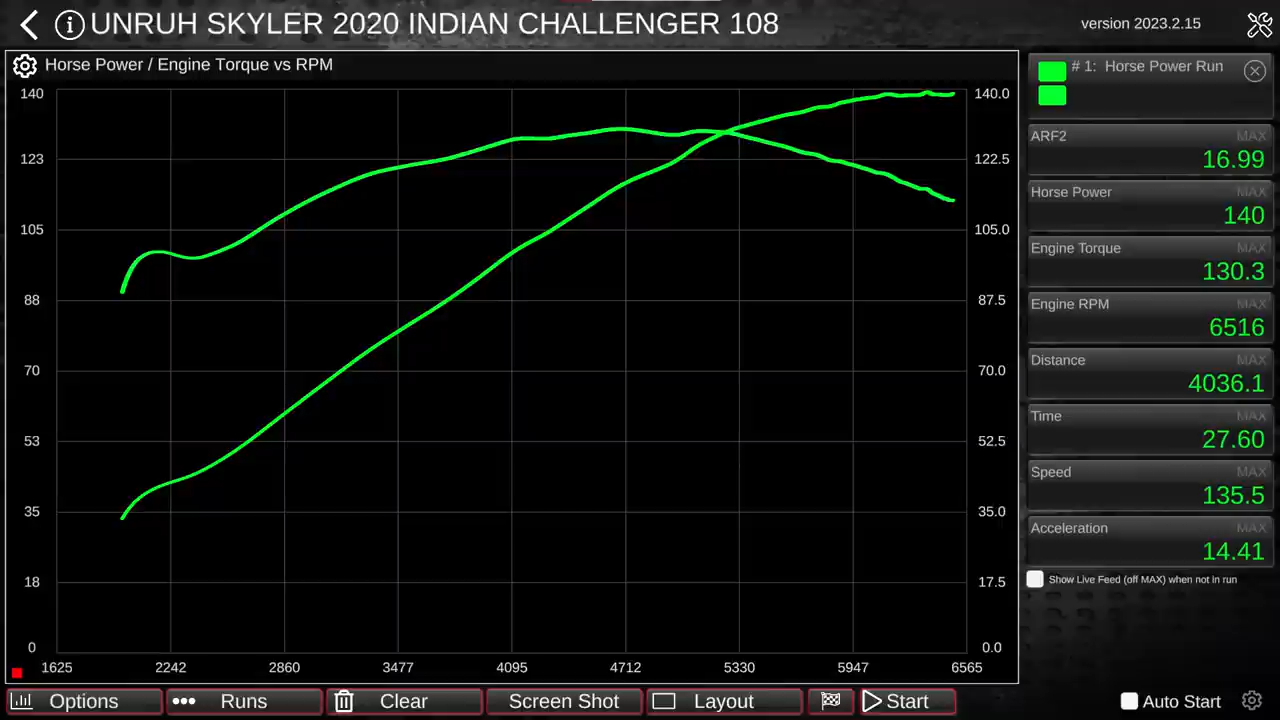 UNRUH SKYLER 2020 INDIAN CHALLENGER 108
version 2023.2.15
Horse Power / Engine Torque vs RPM
140
123
105
88
70
53
35
18
0
140.0
122.5
105.0
87.5
70.0
52.5
35.0
17.5
0.0
1625 2242 2860 3477 4095 4712 5330 5947 6565
# 1: Horse Power Run
ARF2 MAX
16.99
Horse Power MAX
140
Engine Torque MAX
130.3
Engine RPM MAX
6516
Distance MAX
4036.1
Time MAX
27.60
Speed MAX
135.5
Acceleration MAX
14.41
Show Live Feed (off MAX) when not in run
Options Runs Clear Screen Shot Layout Start Auto Start